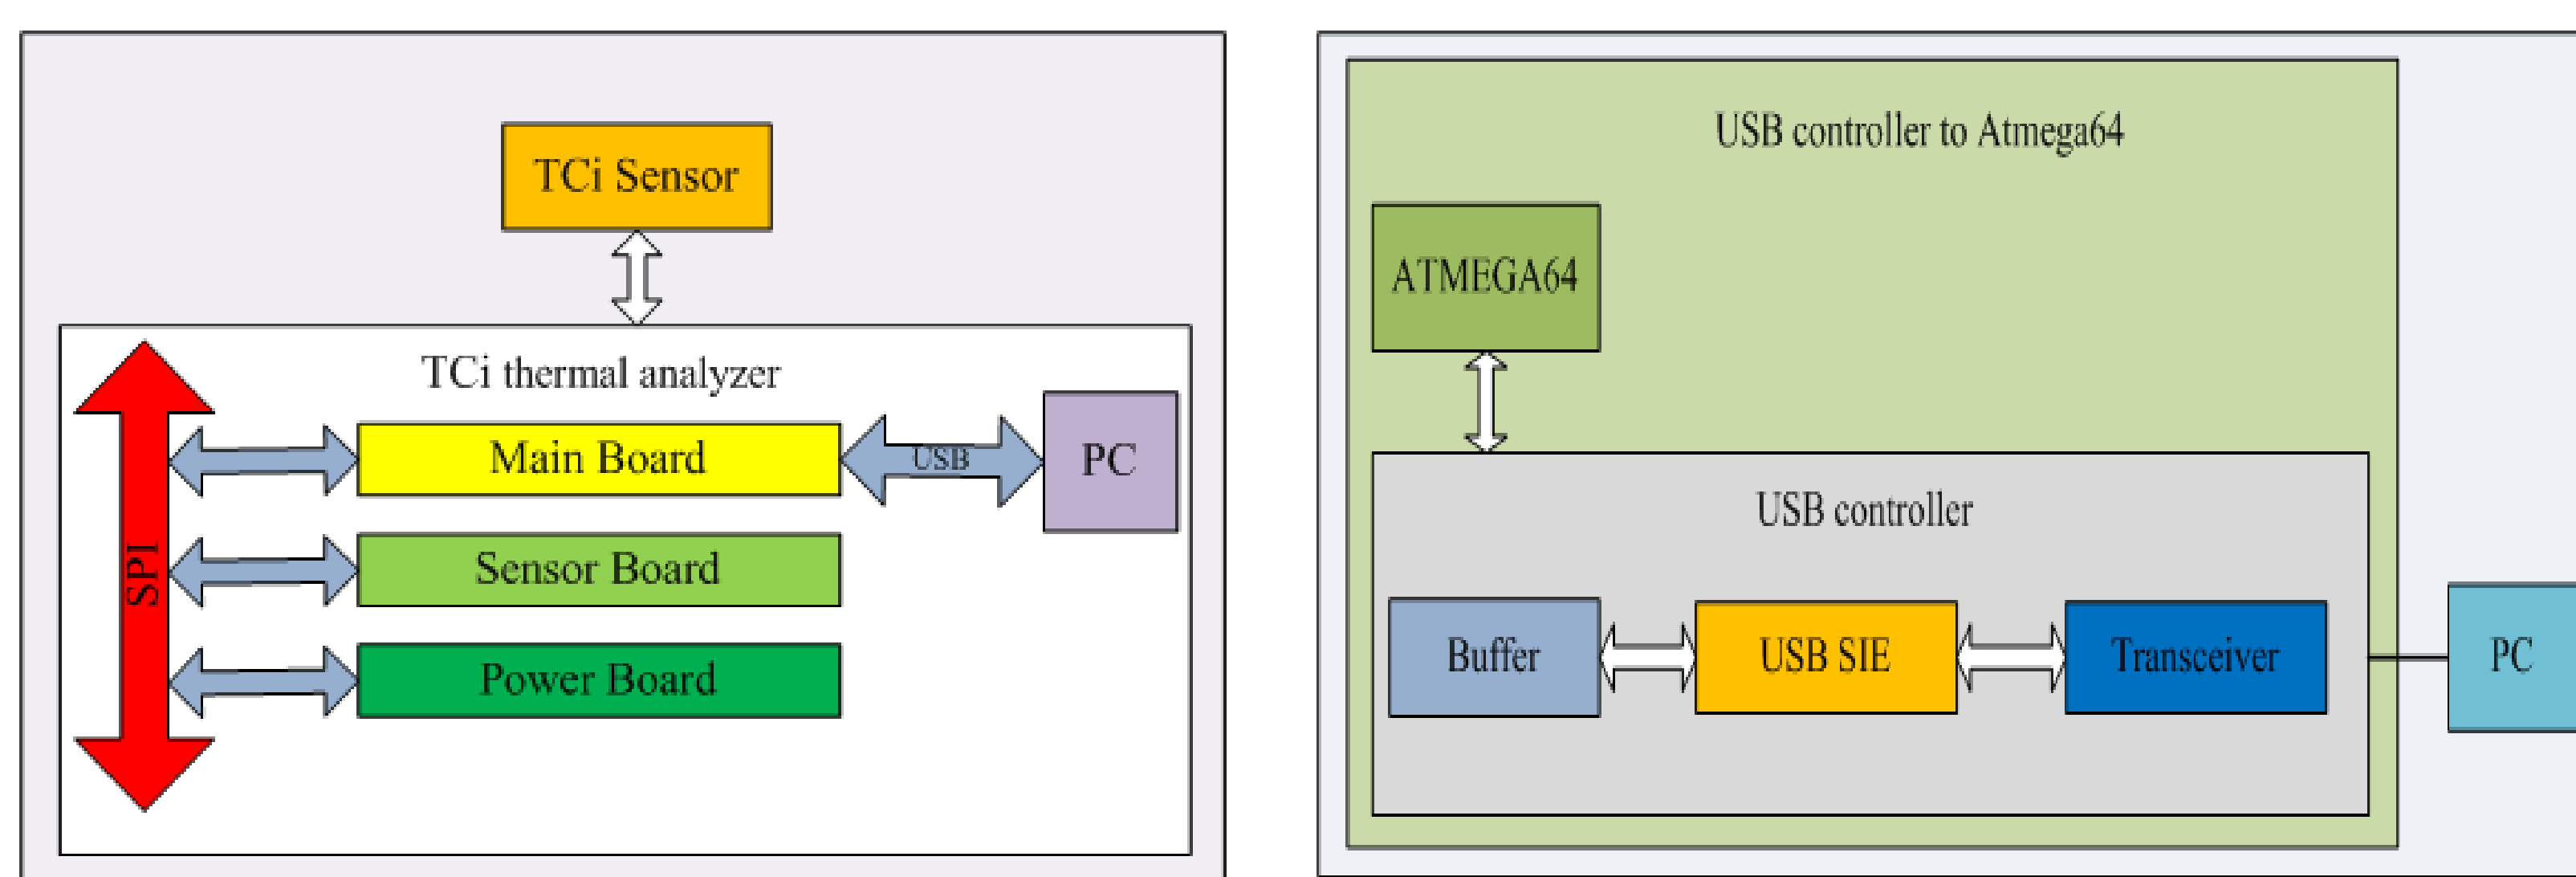 TCi Sensor
TCi thermal analyzer
Main Board
USB
PC
SPI
Sensor Board
Power Board
USB controller to Atmega64
ATMEGA64
USB controller
Buffer
USB SIE
Transceiver
PC